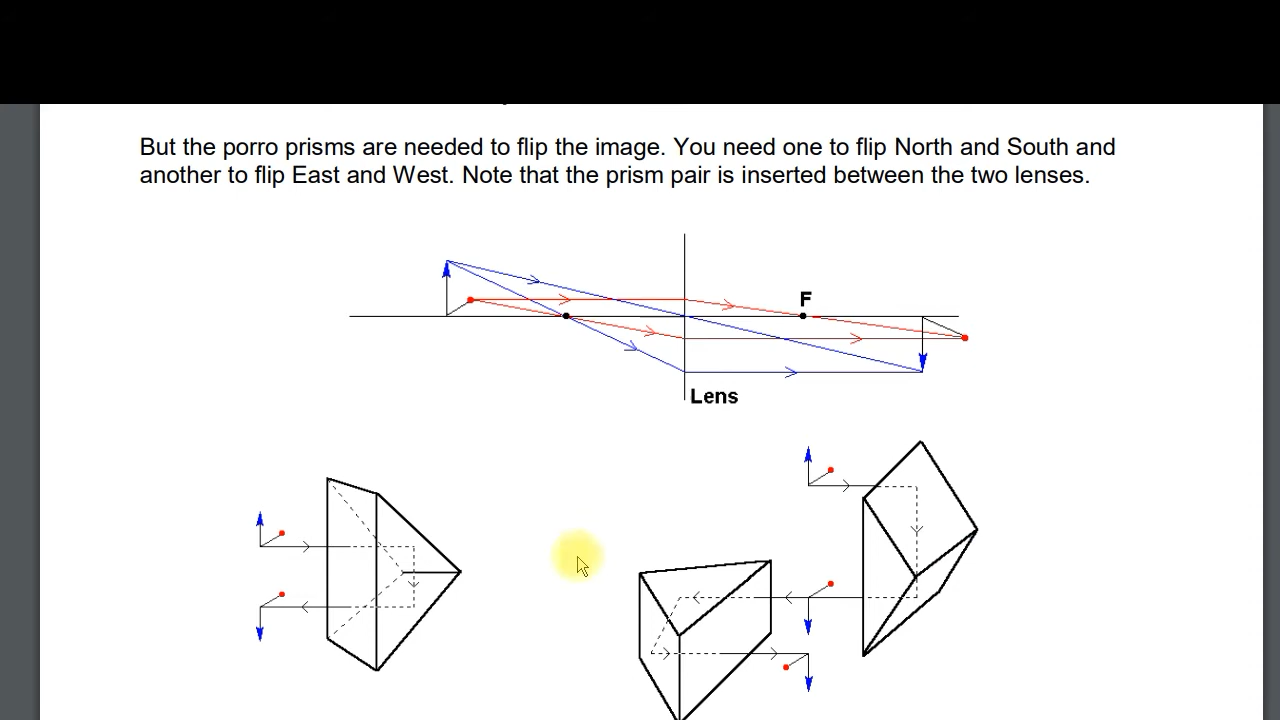 But the porro prisms are needed to flip the image. You need one to flip North and South and
another to flip East and West. Note that the prism pair is inserted between the two lenses.
F
Lens